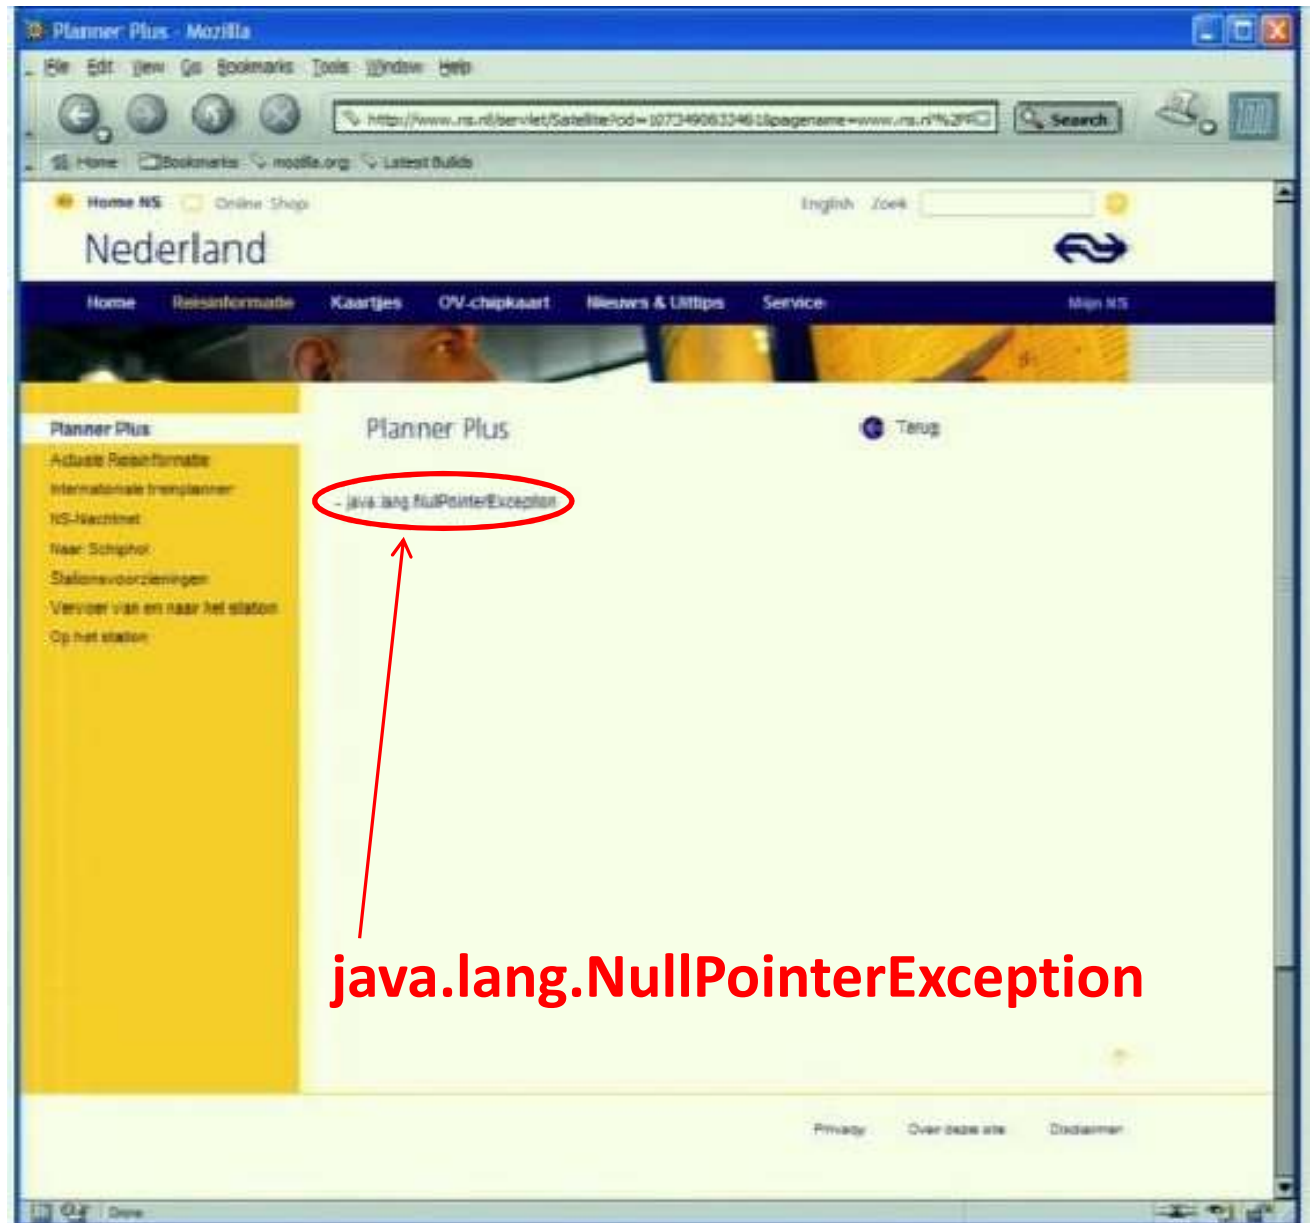 Planner Plus - Mozilla
File Edit View Go Bookmarks Tools Window Help
Search
Home Bookmarks mozilla.org Latest Builds
Home NS Online Shop English Zoek
Nederland
Home Reisinformatie Kaartjes OV-chipkaart Nieuws & Uittips Service Mijn NS
Planner Plus
Actuele Reisinformatie
Internationale treinplanner
NS-Nachtnet
Naar Schiphol
Stationsvoorzieningen
Vervoer van en naar het station
Op het station
Planner Plus Terug
- java.lang.NullPointerException
java.lang.NullPointerException
Privacy Over deze site Disclaimer
Done